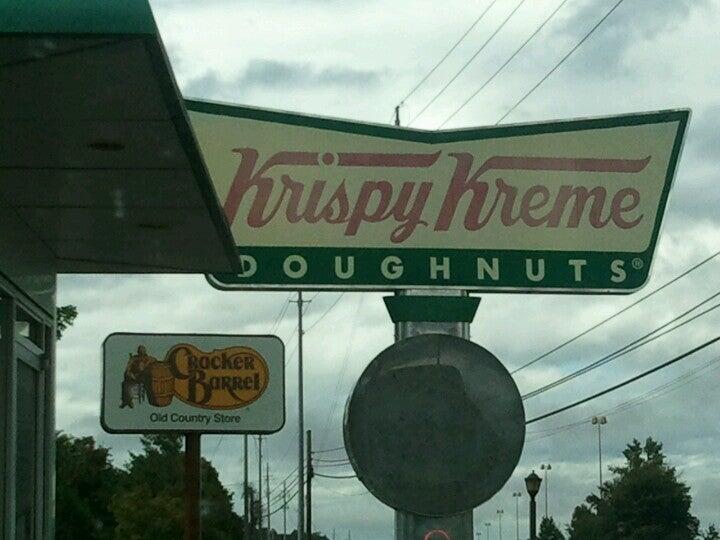 Krispy Kreme
DOUGHNUTS®
Cracker
Barrel
Old Country Store